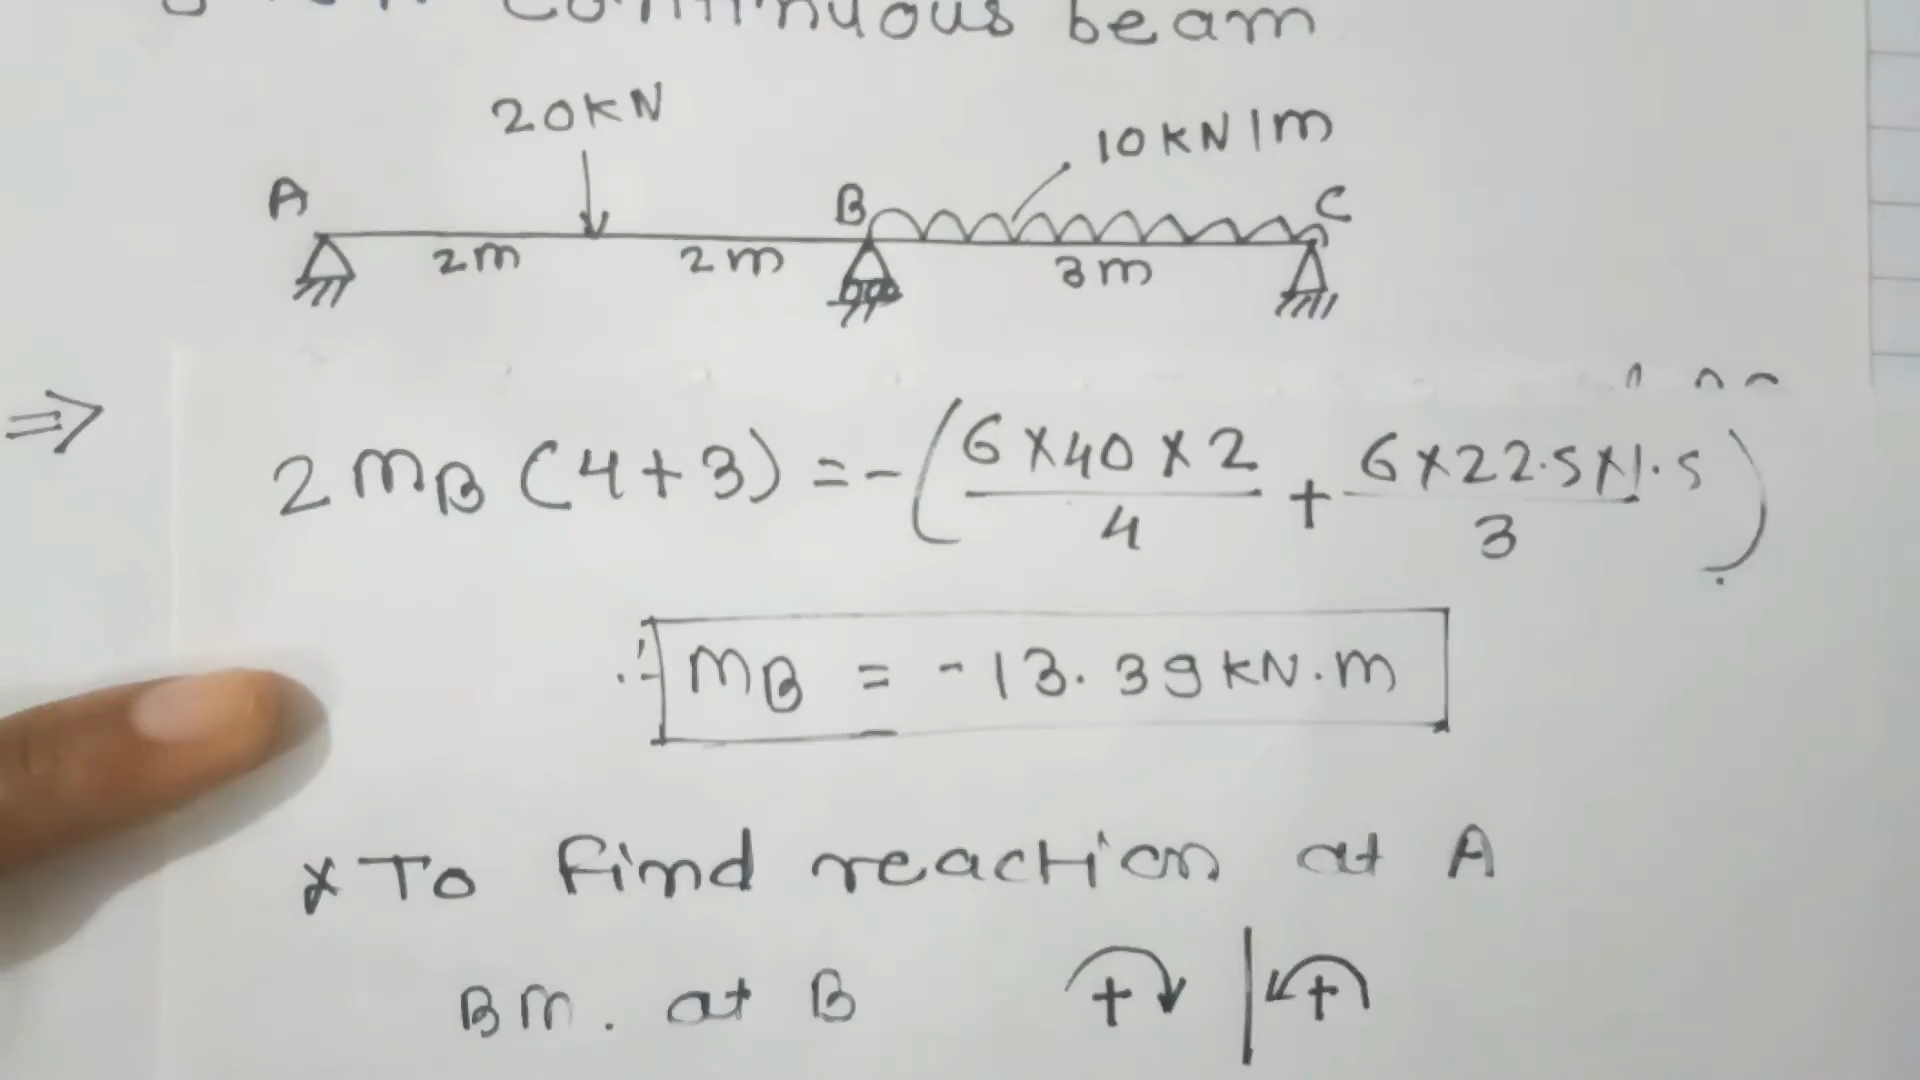 continuous beam
20KN
10KN/m
A B C
2m 2m 3m
⇒ 2MB (4+3) = -(6×40×2/4 + 6×22.5×1.5/3)
∴ MB = -13.39 KN.m
* To find reaction at A
BM. at B + | +